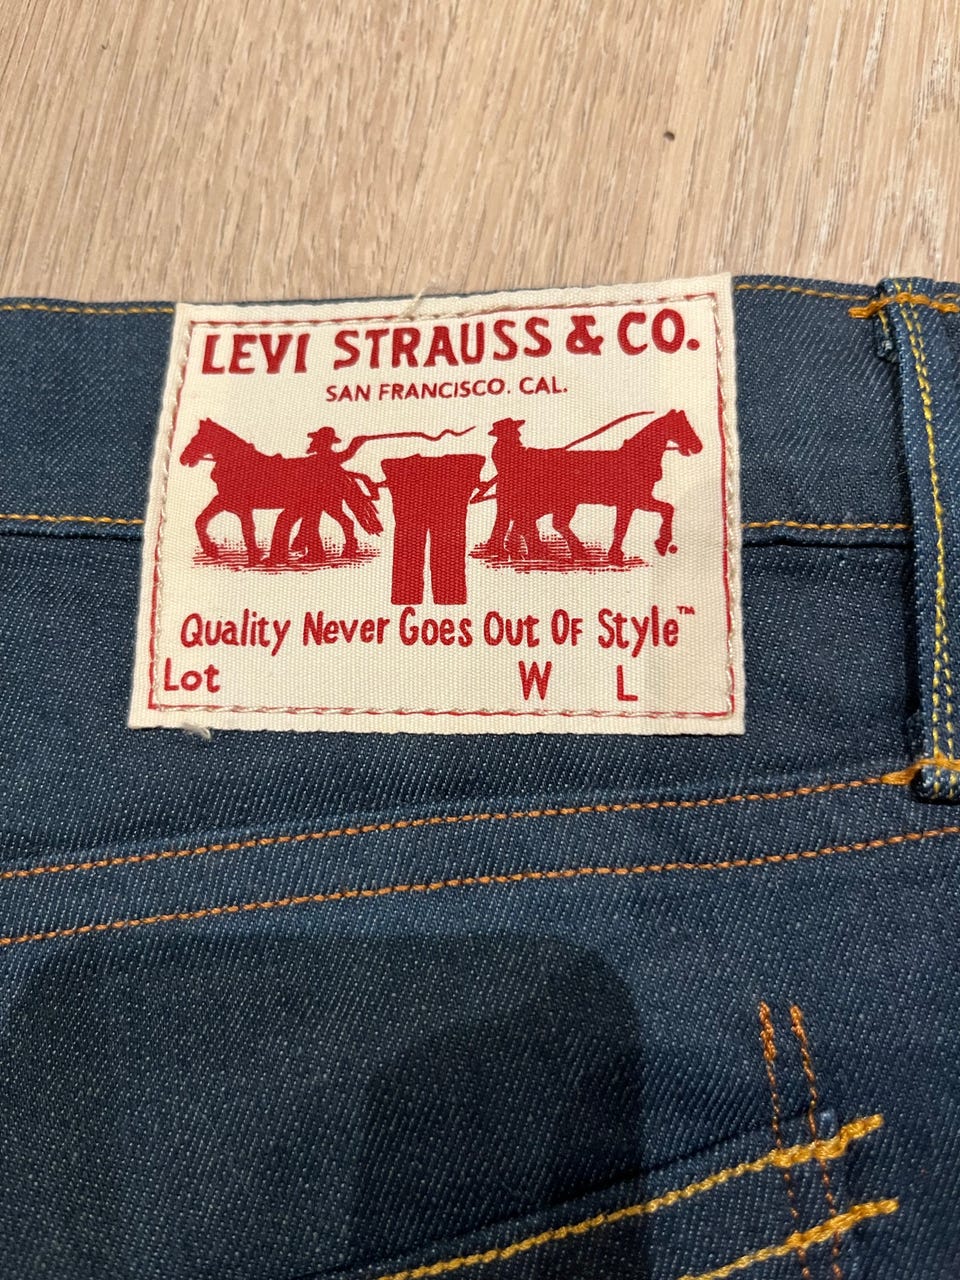 LEVI STRAUSS & CO.
SAN FRANCISCO. CAL.
Quality Never Goes Out Of Style™
Lot W L